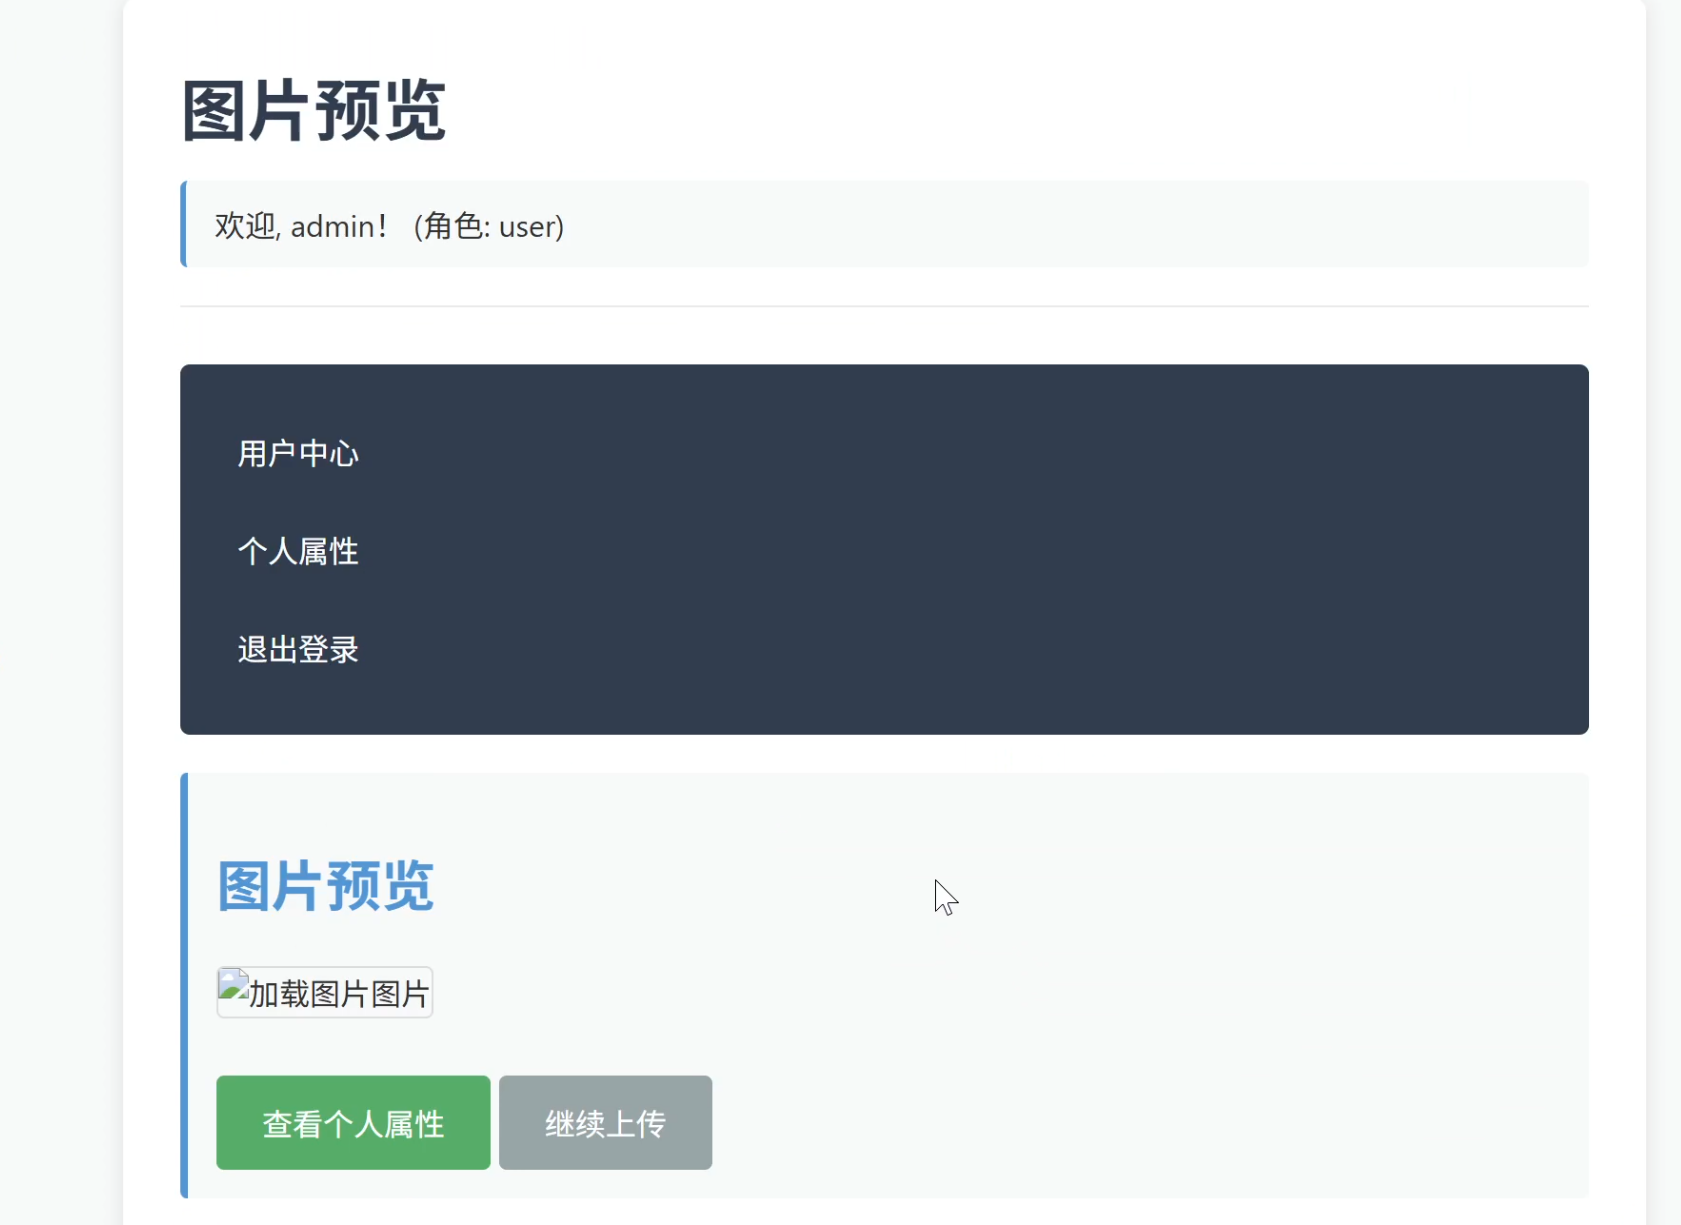 图片预览
欢迎, admin！ (角色: user)
用户中心
个人属性
退出登录
图片预览
加载图片图片
查看个人属性 继续上传